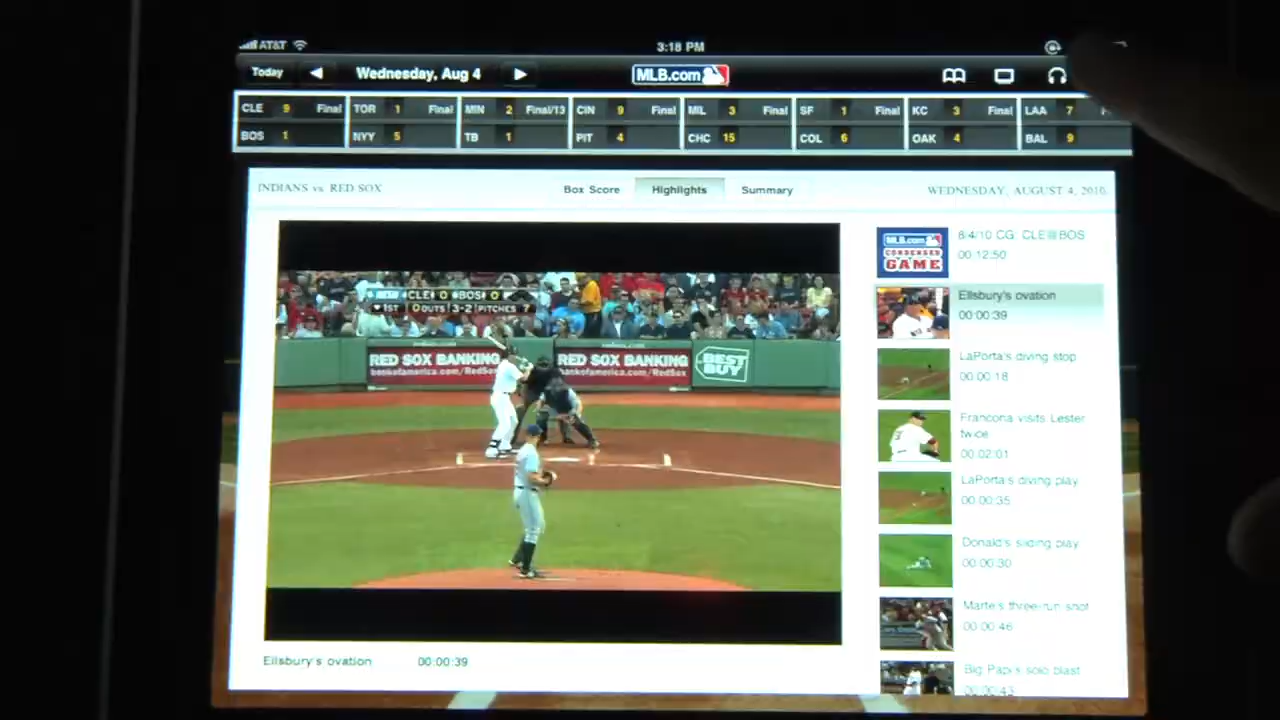 AT&T
3:18 PM
Today
Wednesday, Aug 4
MLB.com
CLE 9 Final
BOS 1
TOR 1 Final
NYY 5
MIN 2 Final/13
TB 1
CIN 9 Final
PIT 4
MIL 3 Final
CHC 15
SF 1 Final
COL 6
KC 3 Final
OAK 4
LAA 7
BAL 9
INDIANS vs. RED SOX
Box Score
Highlights
Summary
WEDNESDAY, AUGUST 4, 2010
CLE 0 BOS 0
1ST 0 OUTS 3-2 PITCHES 7
RED SOX BANKING
bankofamerica.com/RedSox
RED SOX BANKING
bankofamerica.com/RedSox
BEST
BUY
MLB.com
CONDENSED
GAME
8/4/10 CG: CLE@BOS
00:12:50
Ellsbury's ovation
00:00:39
LaPorta's diving stop
00:00:18
Francona visits Lester
twice
00:02:01
LaPorta's diving play
00:00:35
Donald's sliding play
00:00:30
Marte's three-run shot
00:00:46
Big Papi's solo blast
00:00:43
Ellsbury's ovation
00:00:39